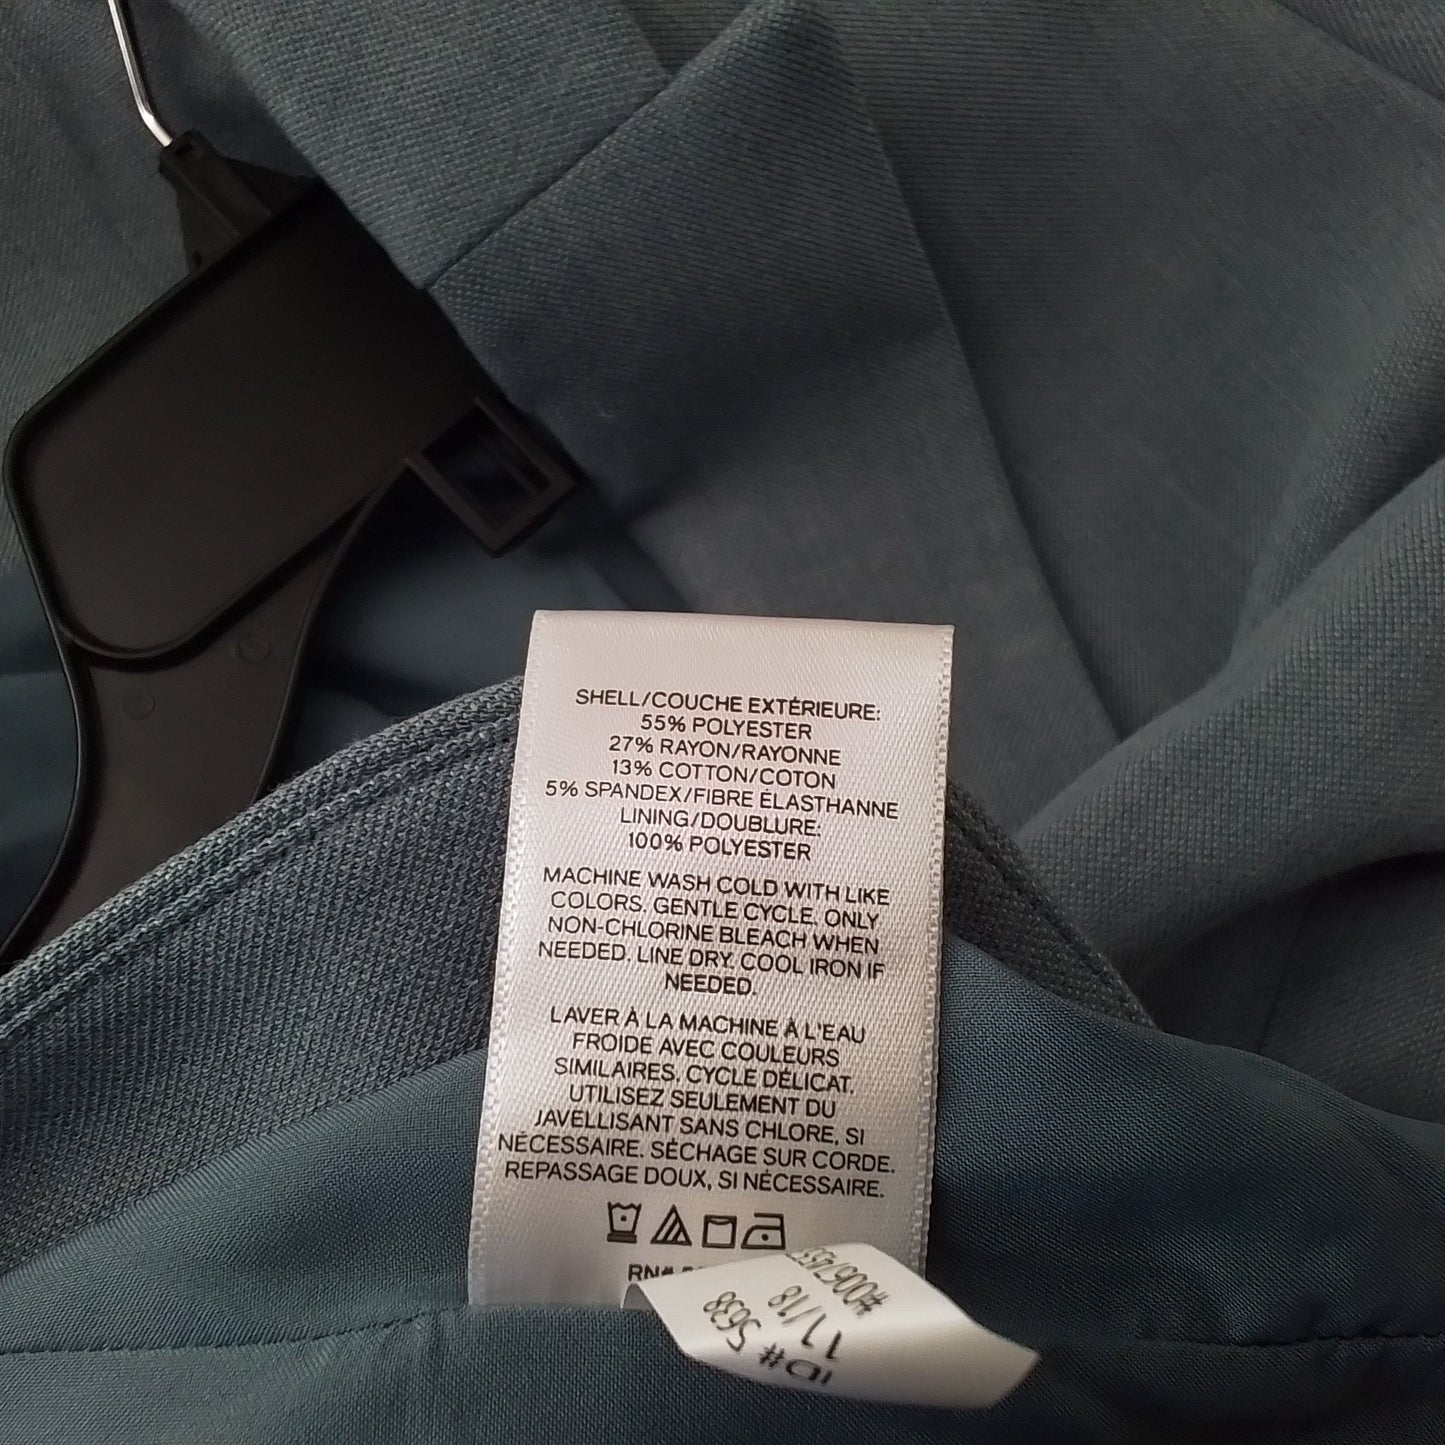 SHELL/COUCHE EXTÉRIEURE:
55% POLYESTER
27% RAYON/RAYONNE
13% COTTON/COTON
5% SPANDEX/FIBRE ÉLASTHANNE
LINING/DOUBLURE:
100% POLYESTER
MACHINE WASH COLD WITH LIKE
COLORS. GENTLE CYCLE. ONLY
NON-CHLORINE BLEACH WHEN
NEEDED. LINE DRY. COOL IRON IF
NEEDED.
LAVER À LA MACHINE À L'EAU
FROIDE AVEC COULEURS
SIMILAIRES. CYCLE DÉLICAT.
UTILISEZ SEULEMENT DU
JAVELLISANT SANS CHLORE, SI
NÉCESSAIRE. SÉCHAGE SUR CORDE.
REPASSAGE DOUX, SI NÉCESSAIRE.
RN#
ID# 5638
11/18